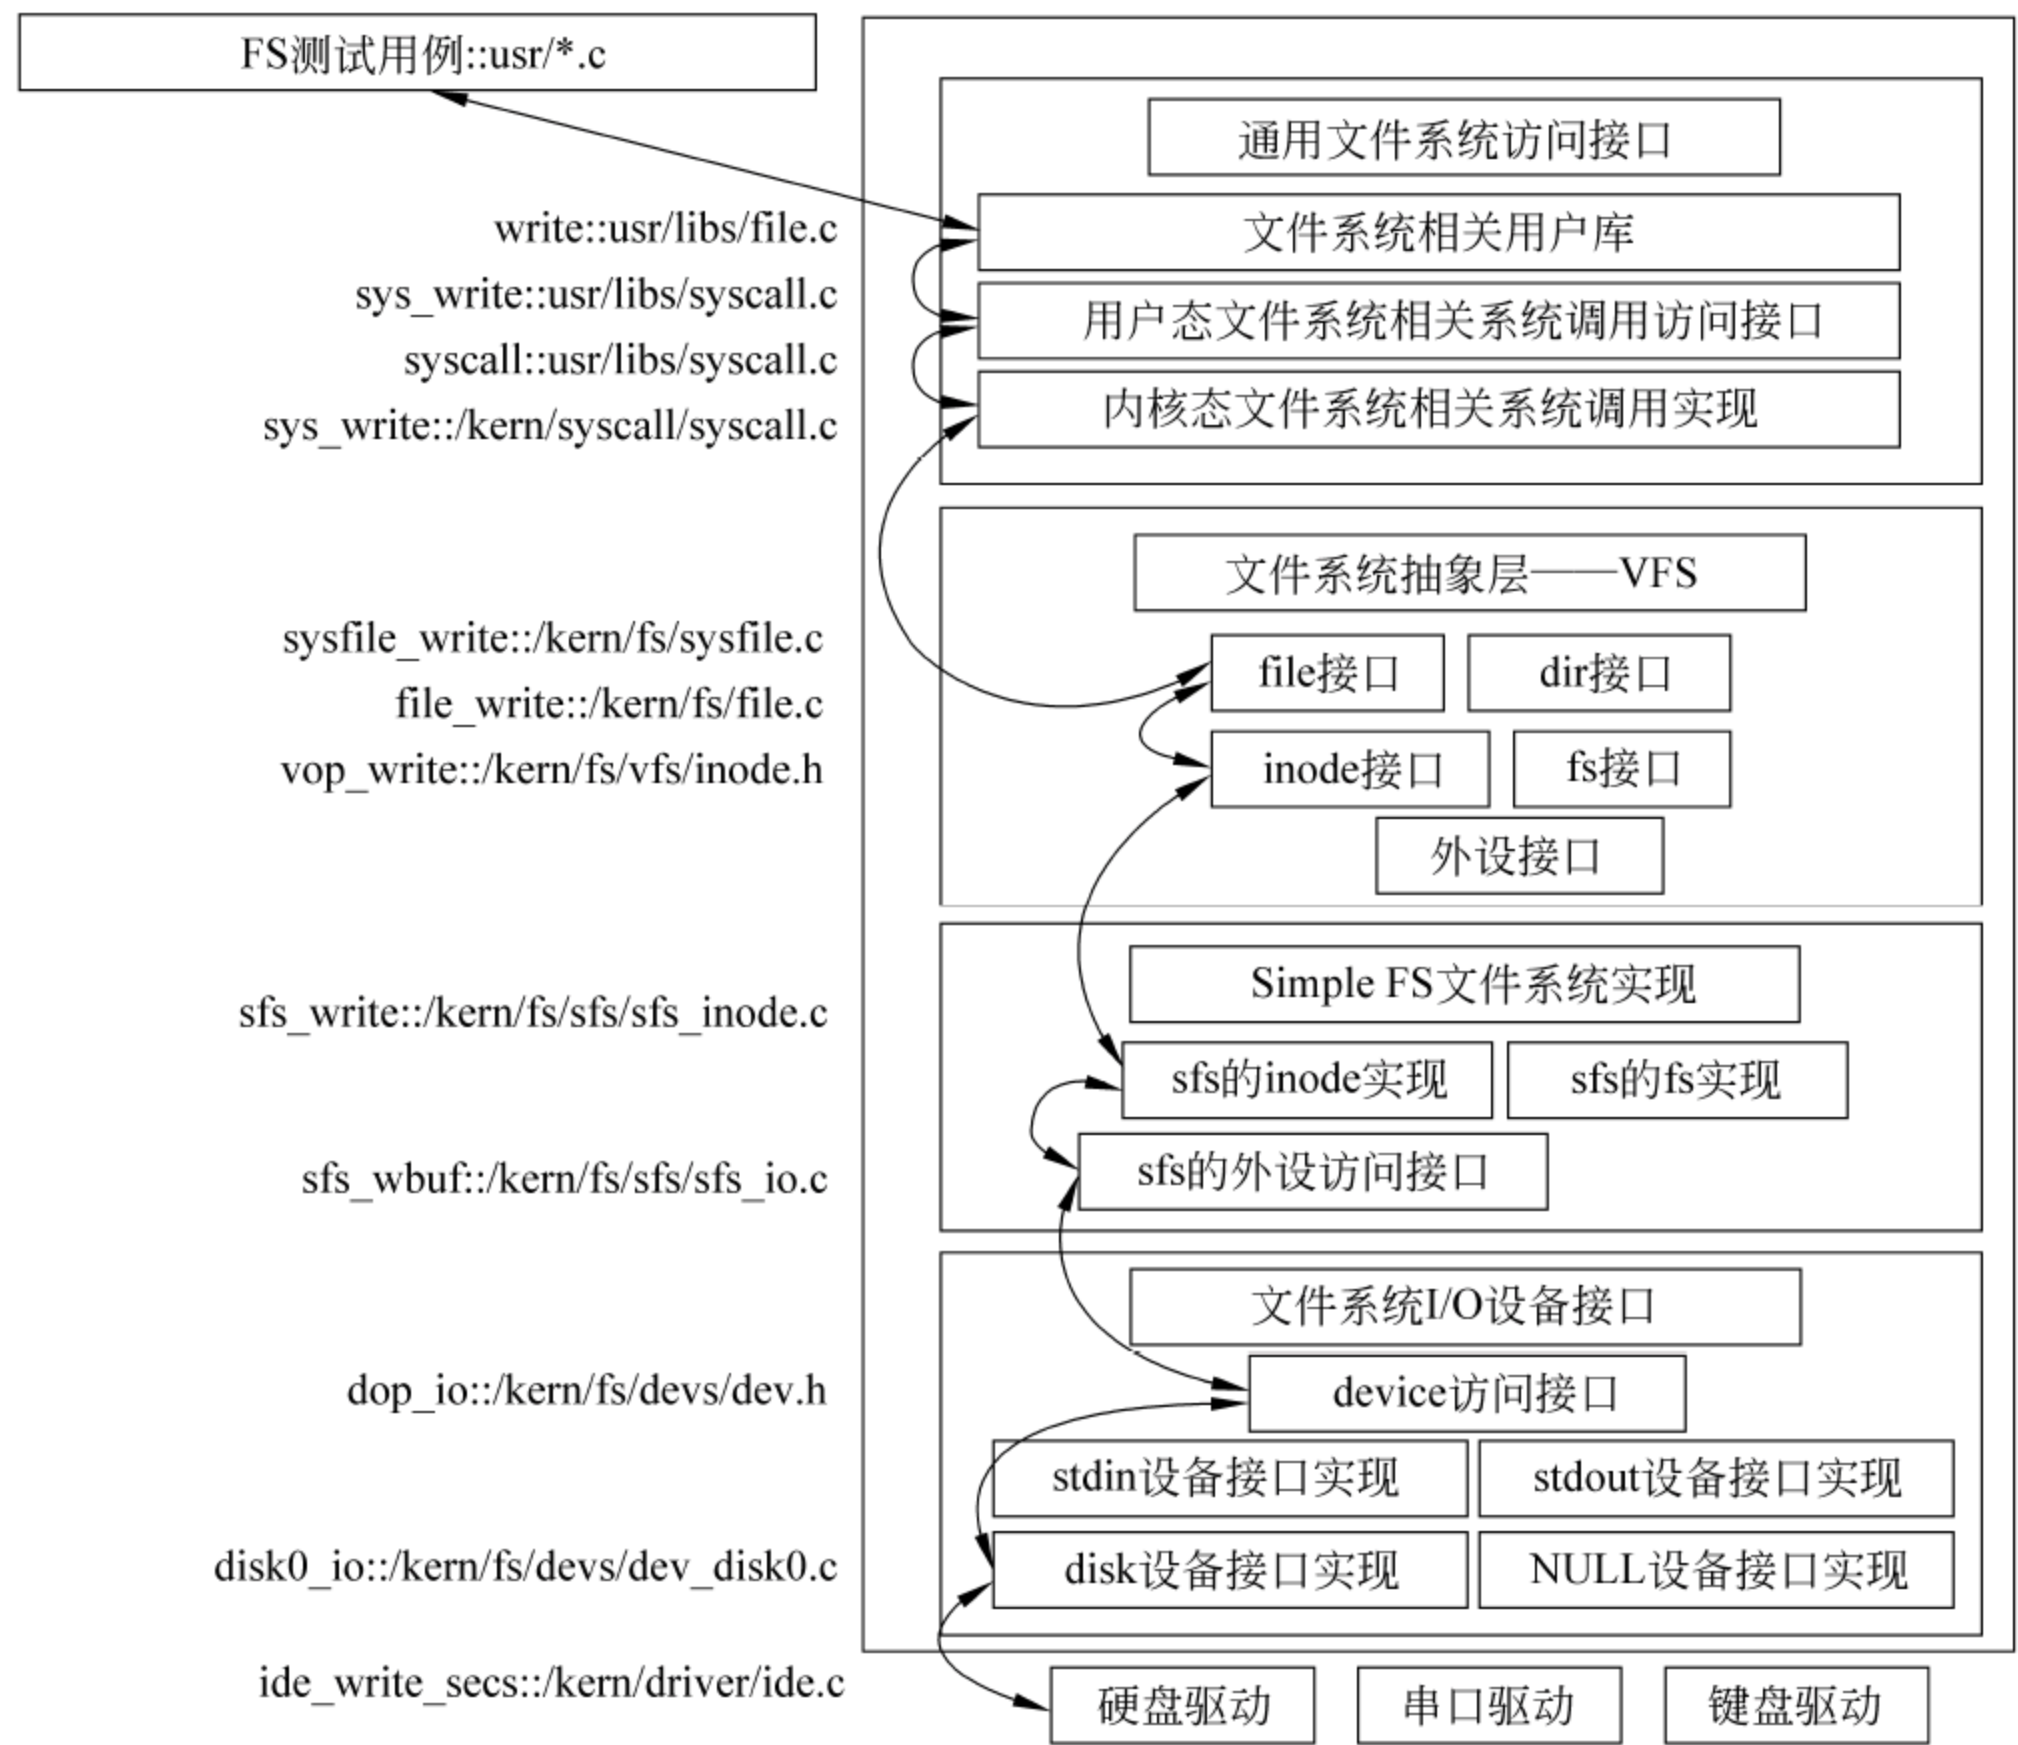 FS测试用例::usr/*.c
通用文件系统访问接口
write::usr/libs/file.c
文件系统相关用户库
sys_write::usr/libs/syscall.c
用户态文件系统相关系统调用访问接口
syscall::usr/libs/syscall.c
内核态文件系统相关系统调用实现
sys_write::/kern/syscall/syscall.c
文件系统抽象层——VFS
sysfile_write::/kern/fs/sysfile.c
file接口
dir接口
file_write::/kern/fs/file.c
vop_write::/kern/fs/vfs/inode.h
inode接口
fs接口
外设接口
Simple FS文件系统实现
sfs_write::/kern/fs/sfs/sfs_inode.c
sfs的inode实现
sfs的fs实现
sfs_wbuf::/kern/fs/sfs/sfs_io.c
sfs的外设访问接口
文件系统I/O设备接口
dop_io::/kern/fs/devs/dev.h
device访问接口
stdin设备接口实现
stdout设备接口实现
disk0_io::/kern/fs/devs/dev_disk0.c
disk设备接口实现
NULL设备接口实现
ide_write_secs::/kern/driver/ide.c
硬盘驱动
串口驱动
键盘驱动